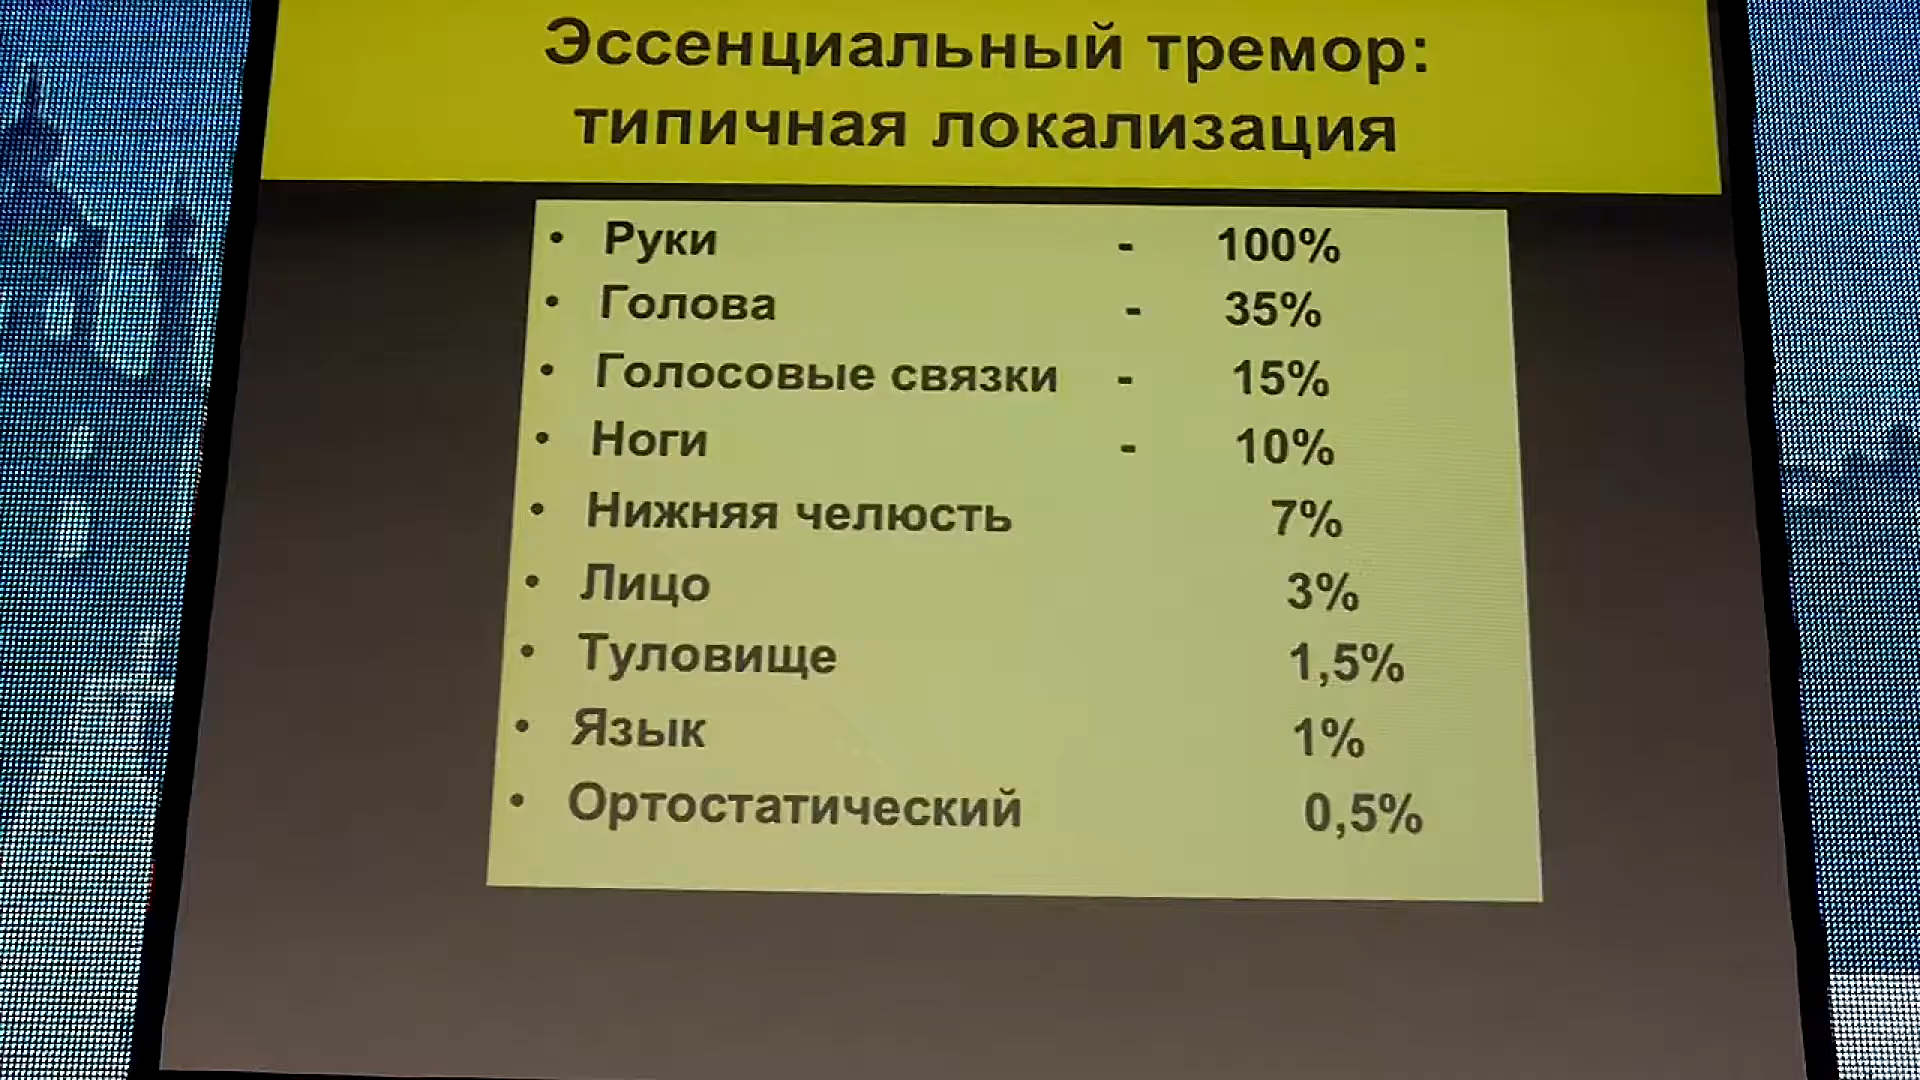 Эссенциальный тремор:
типичная локализация
• Руки - 100%
• Голова - 35%
• Голосовые связки - 15%
• Ноги - 10%
• Нижняя челюсть 7%
• Лицо 3%
• Туловище 1,5%
• Язык 1%
• Ортостатический 0,5%